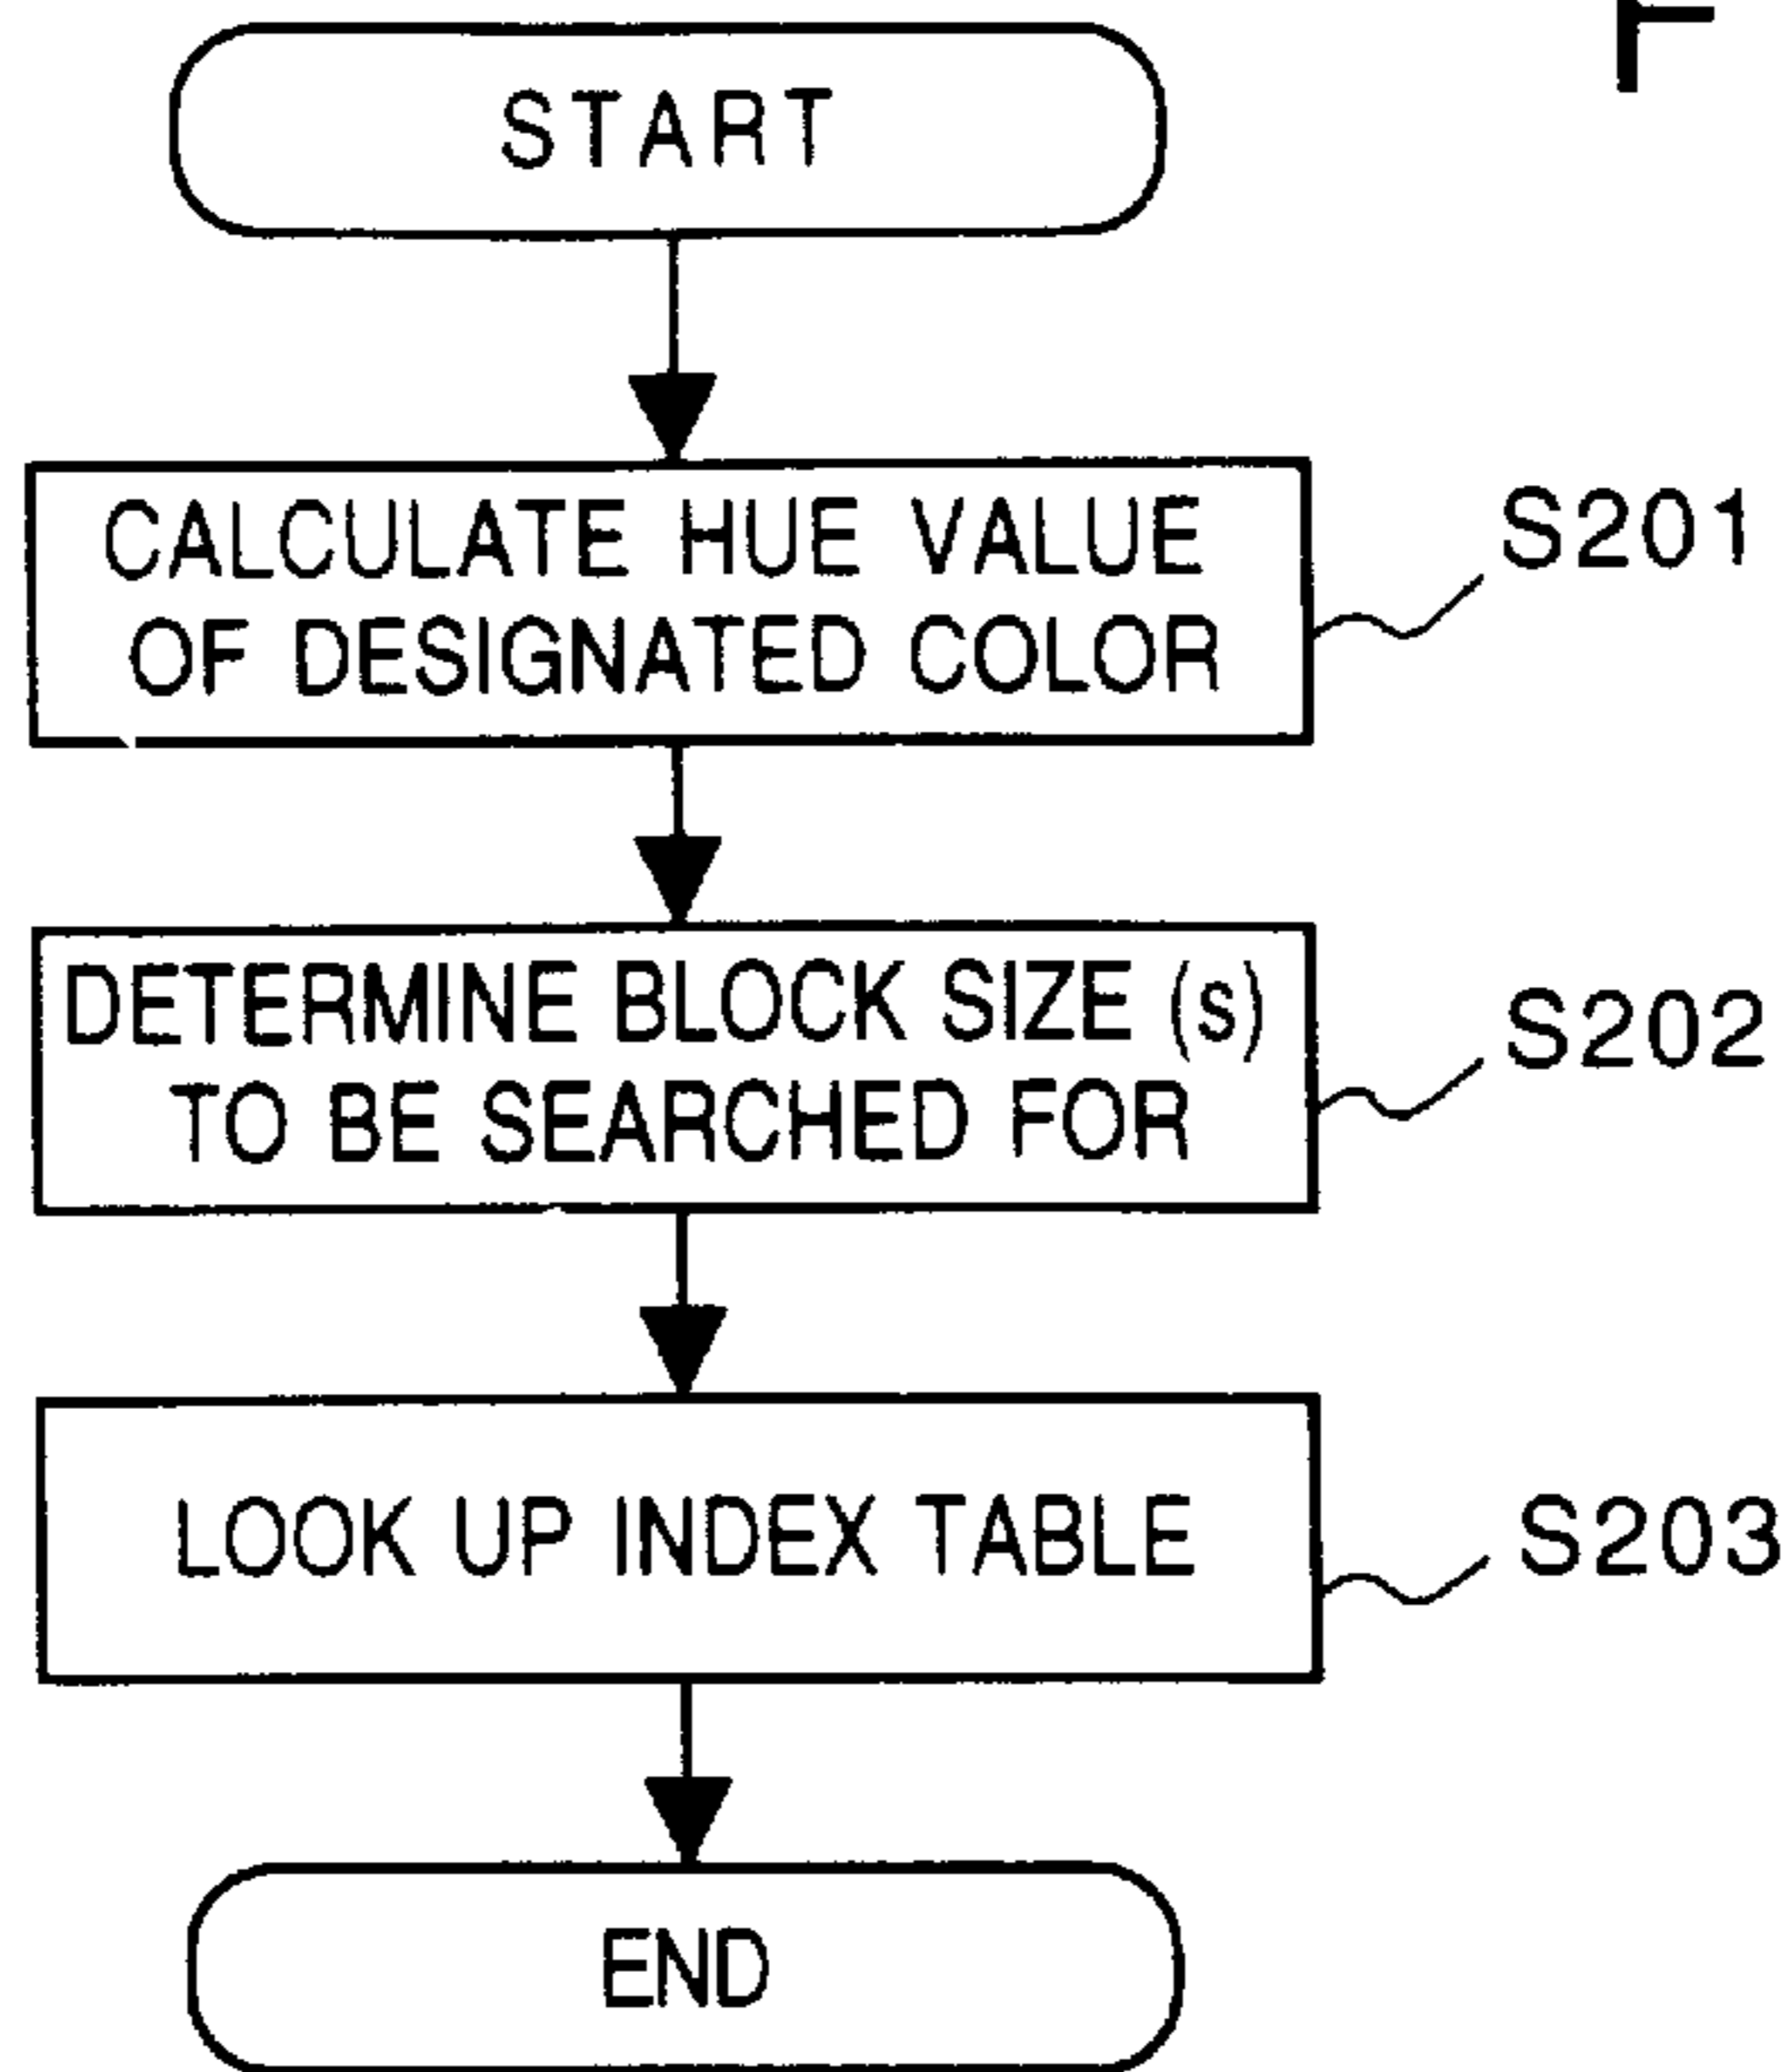 START
CALCULATE HUE VALUE
OF DESIGNATED COLOR
S201
DETERMINE BLOCK SIZE (s)
TO BE SEARCHED FOR
S202
LOOK UP INDEX TABLE
S203
END